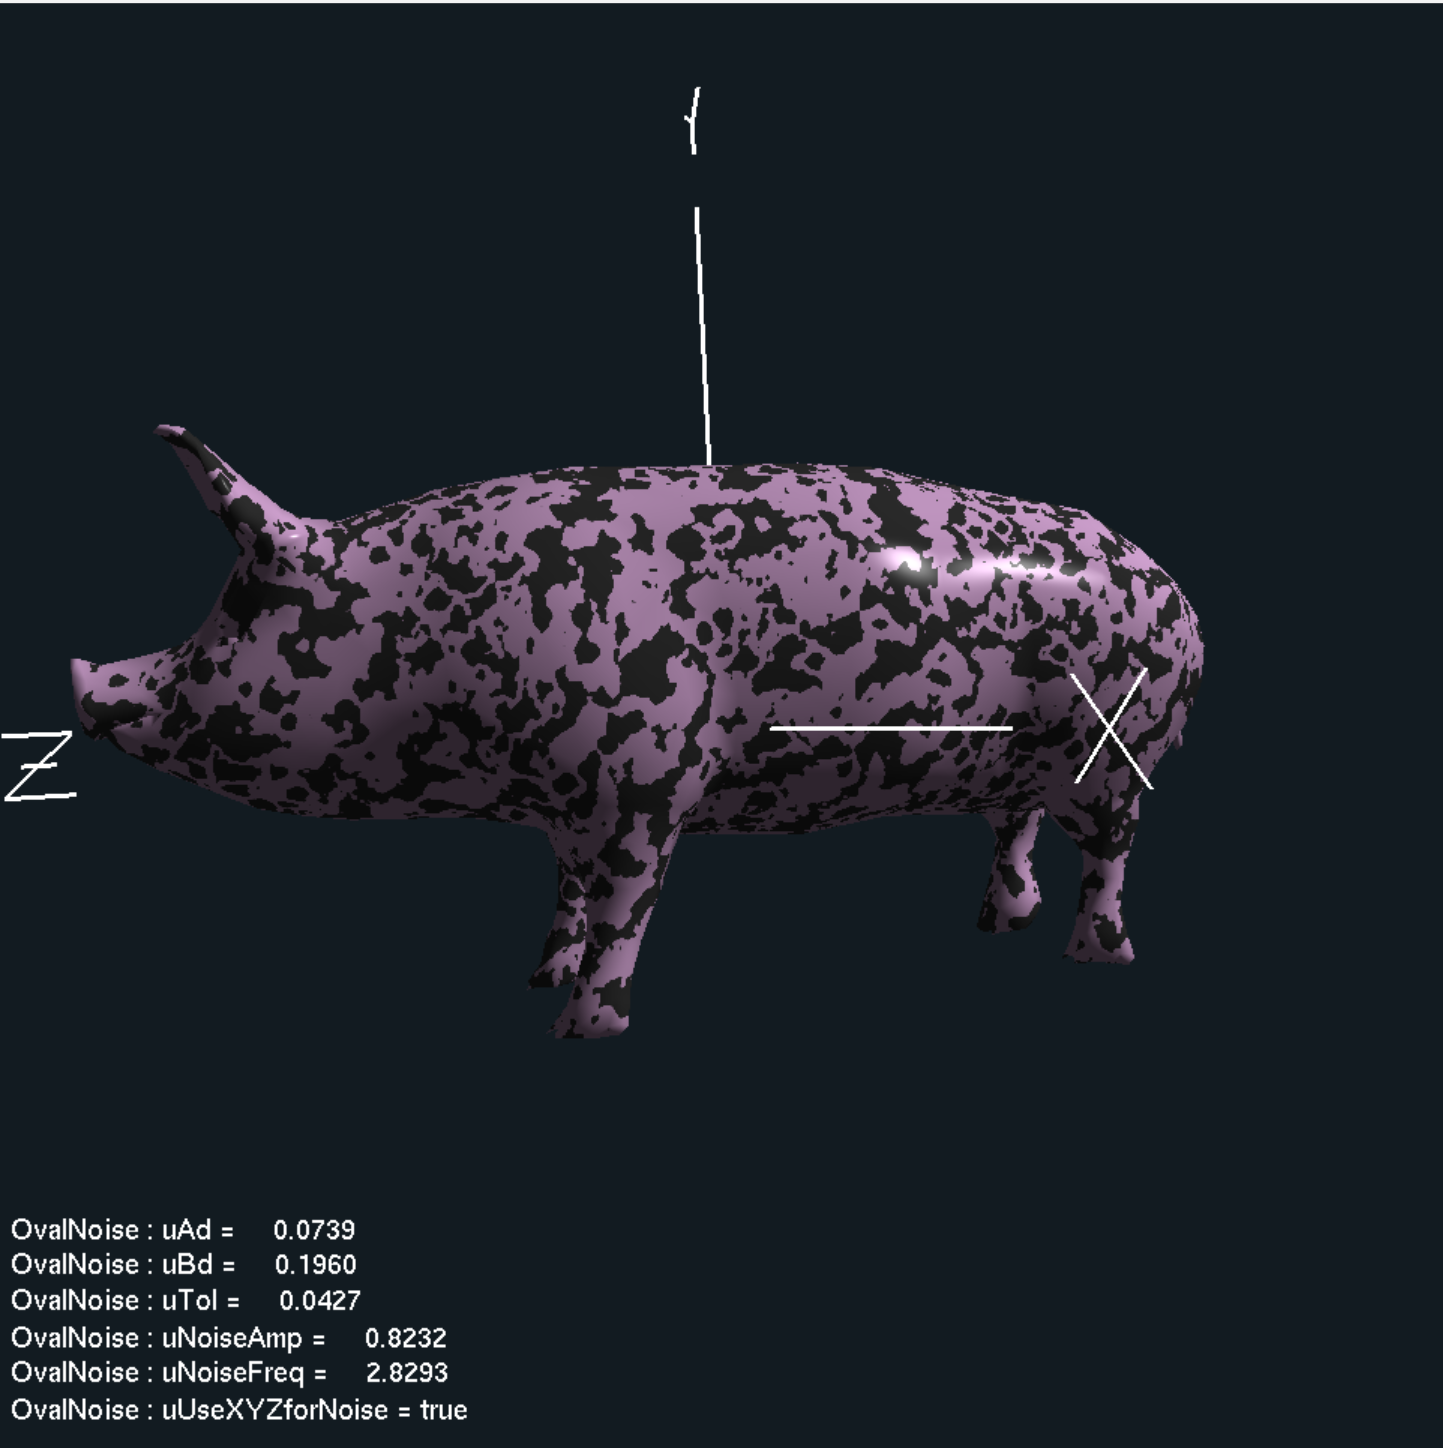 Y
Z
X
OvalNoise : uAd = 0.0739
OvalNoise : uBd = 0.1960
OvalNoise : uTol = 0.0427
OvalNoise : uNoiseAmp = 0.8232
OvalNoise : uNoiseFreq = 2.8293
OvalNoise : uUseXYZforNoise = true